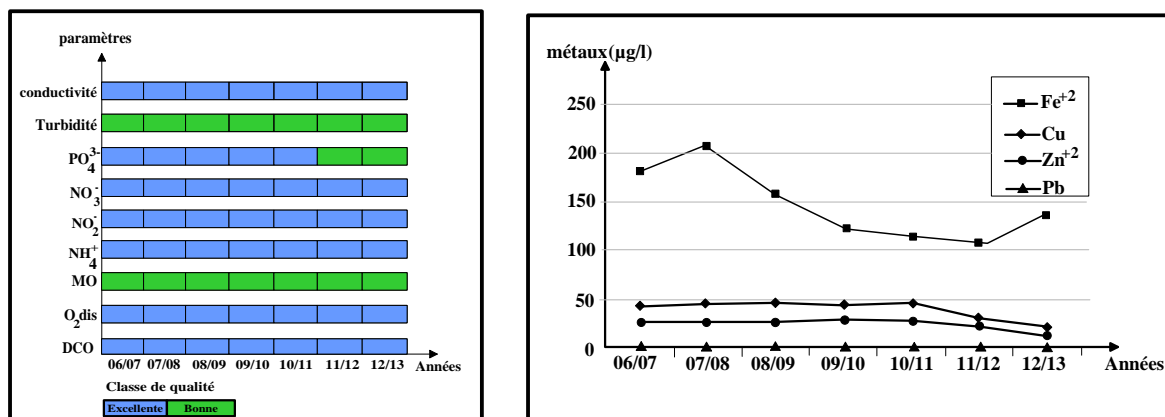 paramètres
conductivité
Turbidité
PO₄³⁻
NO₃⁻
NO₂⁻
NH₄⁺
MO
O₂dis
DCO
06/07 07/08 08/09 09/10 10/11 11/12 12/13 Années
Classe de qualité
Excellente Bonne
métaux(µg/l)
250
200
150
100
50
0
06/07 07/08 08/09 09/10 10/11 11/12 12/13 Années
Fe⁺²
Cu
Zn⁺²
Pb